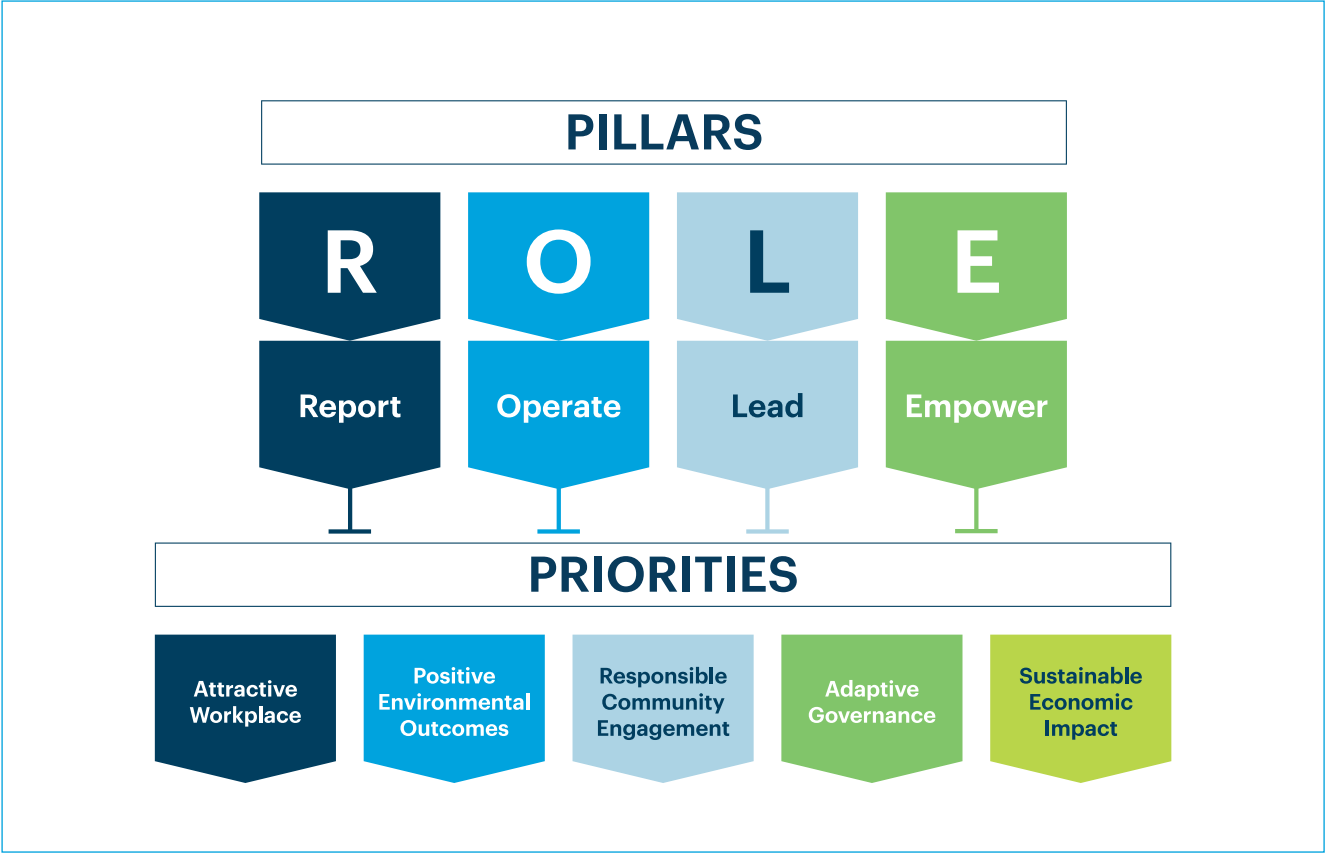 PILLARS
R
O
L
E
Report
Operate
Lead
Empower
PRIORITIES
Attractive
Workplace
Positive
Environmental
Outcomes
Responsible
Community
Engagement
Adaptive
Governance
Sustainable
Economic
Impact